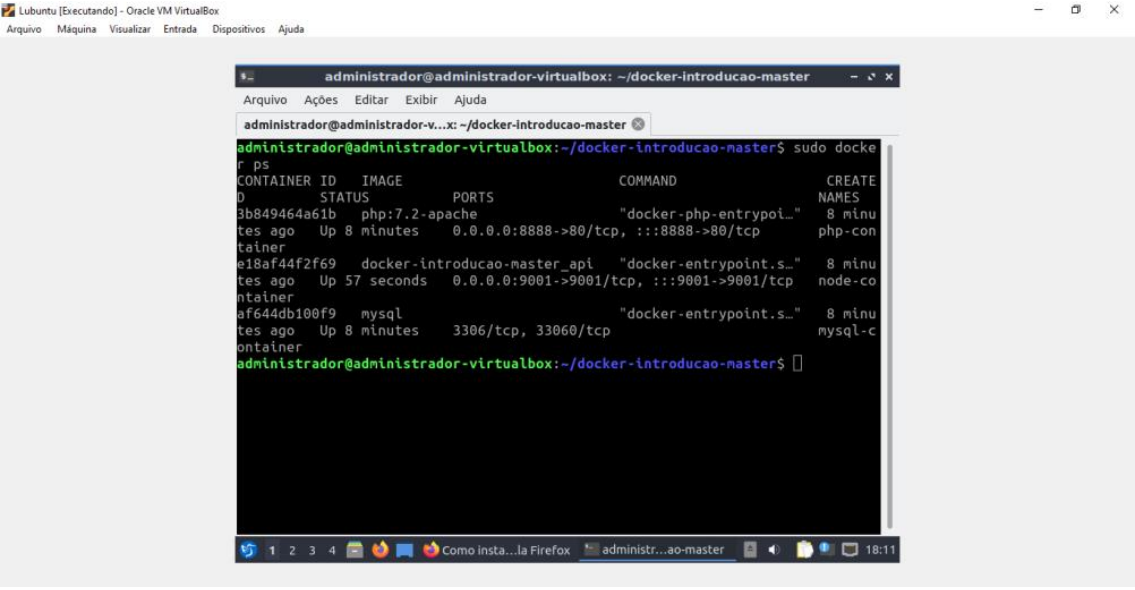 Lubuntu [Executando] - Oracle VM VirtualBox
Arquivo Máquina Visualizar Entrada Dispositivos Ajuda
administrador@administrador-virtualbox: ~/docker-introducao-master
Arquivo Ações Editar Exibir Ajuda
administrador@administrador-v...x: ~/docker-introducao-master
administrador@administrador-virtualbox:~/docker-introducao-master$ sudo docke
r ps
CONTAINER ID   IMAGE                        COMMAND                  CREATE
D         STATUS          PORTS                                      NAMES
3b849464a61b   php:7.2-apache               "docker-php-entrypoi…"   8 minu
tes ago   Up 8 minutes    0.0.0.0:8888->80/tcp, :::8888->80/tcp      php-con
tainer
e18af44f2f69   docker-introducao-master_api   "docker-entrypoint.s…"   8 minu
tes ago   Up 57 seconds   0.0.0.0:9001->9001/tcp, :::9001->9001/tcp   node-co
ntainer
af644db100f9   mysql                        "docker-entrypoint.s…"   8 minu
tes ago   Up 8 minutes    3306/tcp, 33060/tcp                        mysql-c
ontainer
administrador@administrador-virtualbox:~/docker-introducao-master$
1 2 3 4 Como insta...la Firefox administr...ao-master 18:11